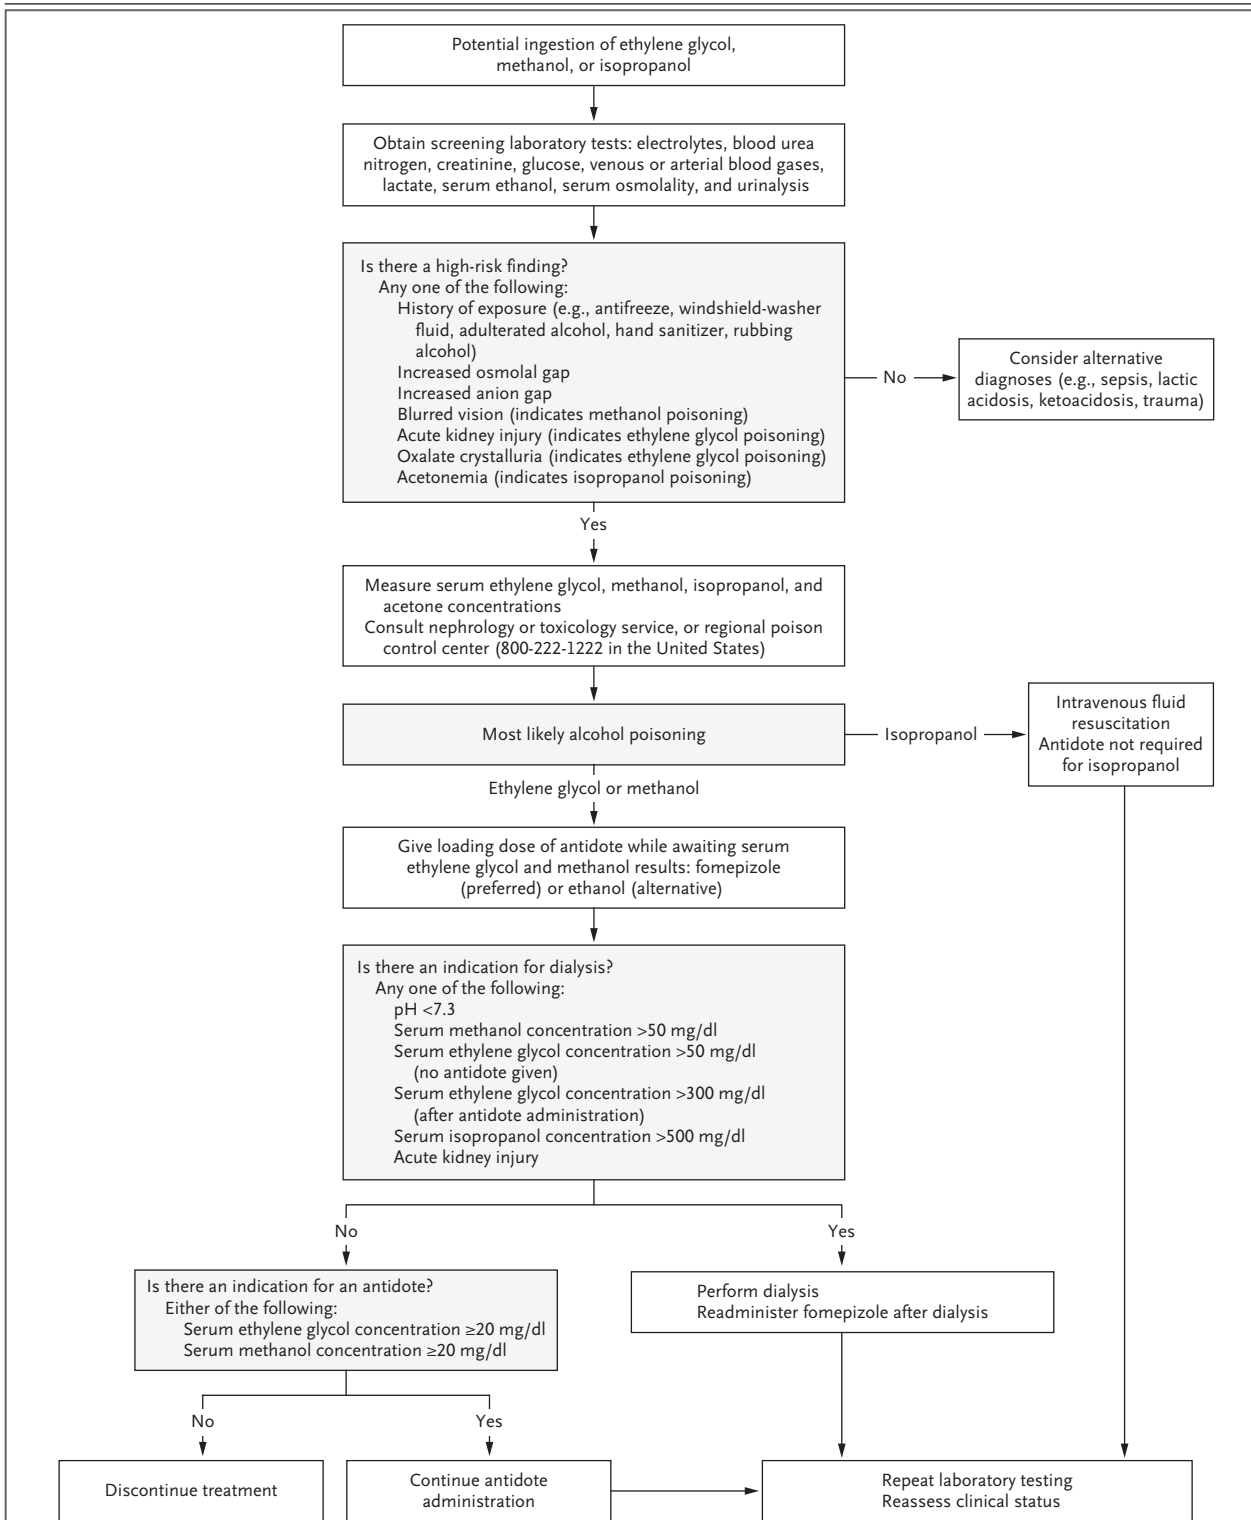 Potential ingestion of ethylene glycol,
methanol, or isopropanol
Obtain screening laboratory tests: electrolytes, blood urea
nitrogen, creatinine, glucose, venous or arterial blood gases,
lactate, serum ethanol, serum osmolality, and urinalysis
Is there a high-risk finding?
Any one of the following:
History of exposure (e.g., antifreeze, windshield-washer
fluid, adulterated alcohol, hand sanitizer, rubbing
alcohol)
Increased osmolal gap
Increased anion gap
Blurred vision (indicates methanol poisoning)
Acute kidney injury (indicates ethylene glycol poisoning)
Oxalate crystalluria (indicates ethylene glycol poisoning)
Acetonemia (indicates isopropanol poisoning)
No
Consider alternative
diagnoses (e.g., sepsis, lactic
acidosis, ketoacidosis, trauma)
Yes
Measure serum ethylene glycol, methanol, isopropanol, and
acetone concentrations
Consult nephrology or toxicology service, or regional poison
control center (800-222-1222 in the United States)
Most likely alcohol poisoning
Isopropanol
Intravenous fluid
resuscitation
Antidote not required
for isopropanol
Ethylene glycol or methanol
Give loading dose of antidote while awaiting serum
ethylene glycol and methanol results: fomepizole
(preferred) or ethanol (alternative)
Is there an indication for dialysis?
Any one of the following:
pH <7.3
Serum methanol concentration >50 mg/dl
Serum ethylene glycol concentration >50 mg/dl
(no antidote given)
Serum ethylene glycol concentration >300 mg/dl
(after antidote administration)
Serum isopropanol concentration >500 mg/dl
Acute kidney injury
No
Yes
Is there an indication for an antidote?
Either of the following:
Serum ethylene glycol concentration ≥20 mg/dl
Serum methanol concentration ≥20 mg/dl
Perform dialysis
Readminister fomepizole after dialysis
No
Yes
Discontinue treatment
Continue antidote
administration
Repeat laboratory testing
Reassess clinical status